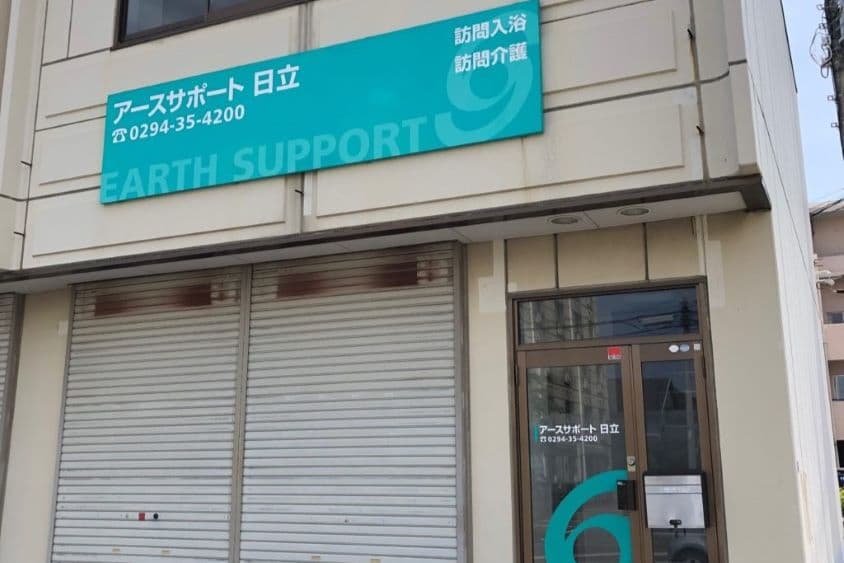 アースサポート 日立
☎0294-35-4200
EARTH SUPPORT
訪問入浴
訪問介護
アースサポート 日立
☎0294-35-4200